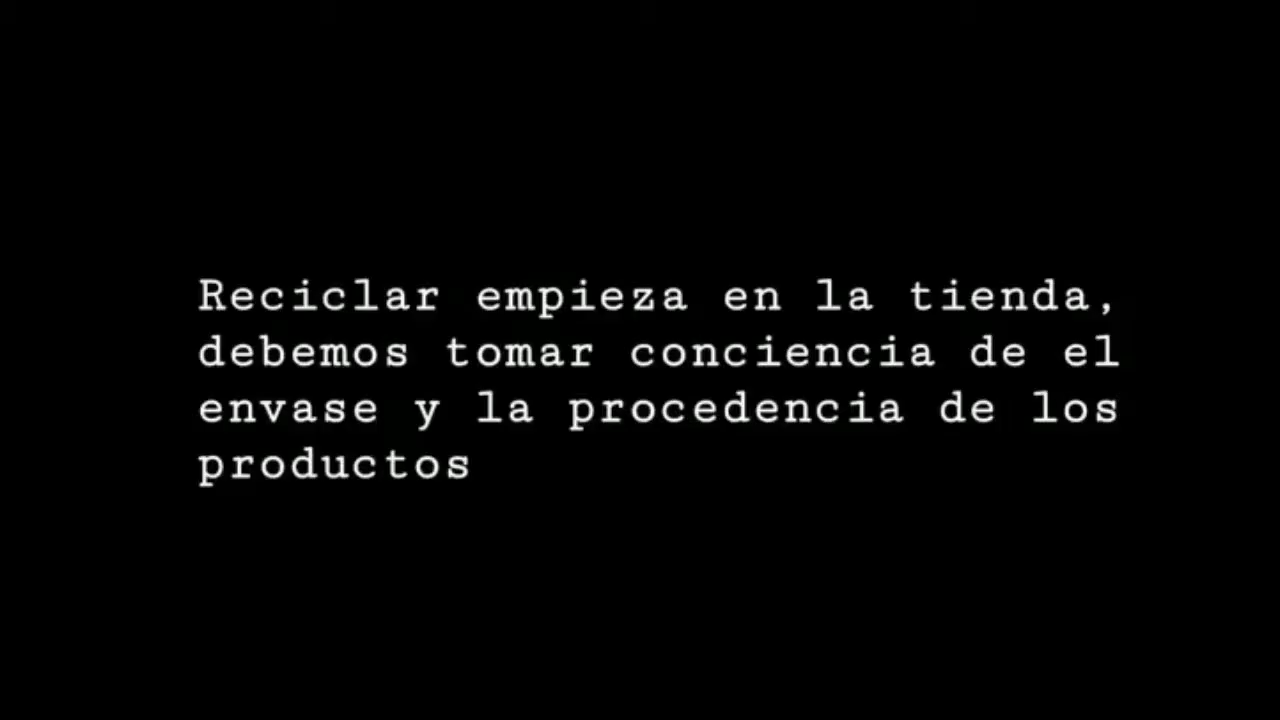 Reciclar empieza en la tienda,
debemos tomar conciencia de el
envase y la procedencia de los
productos